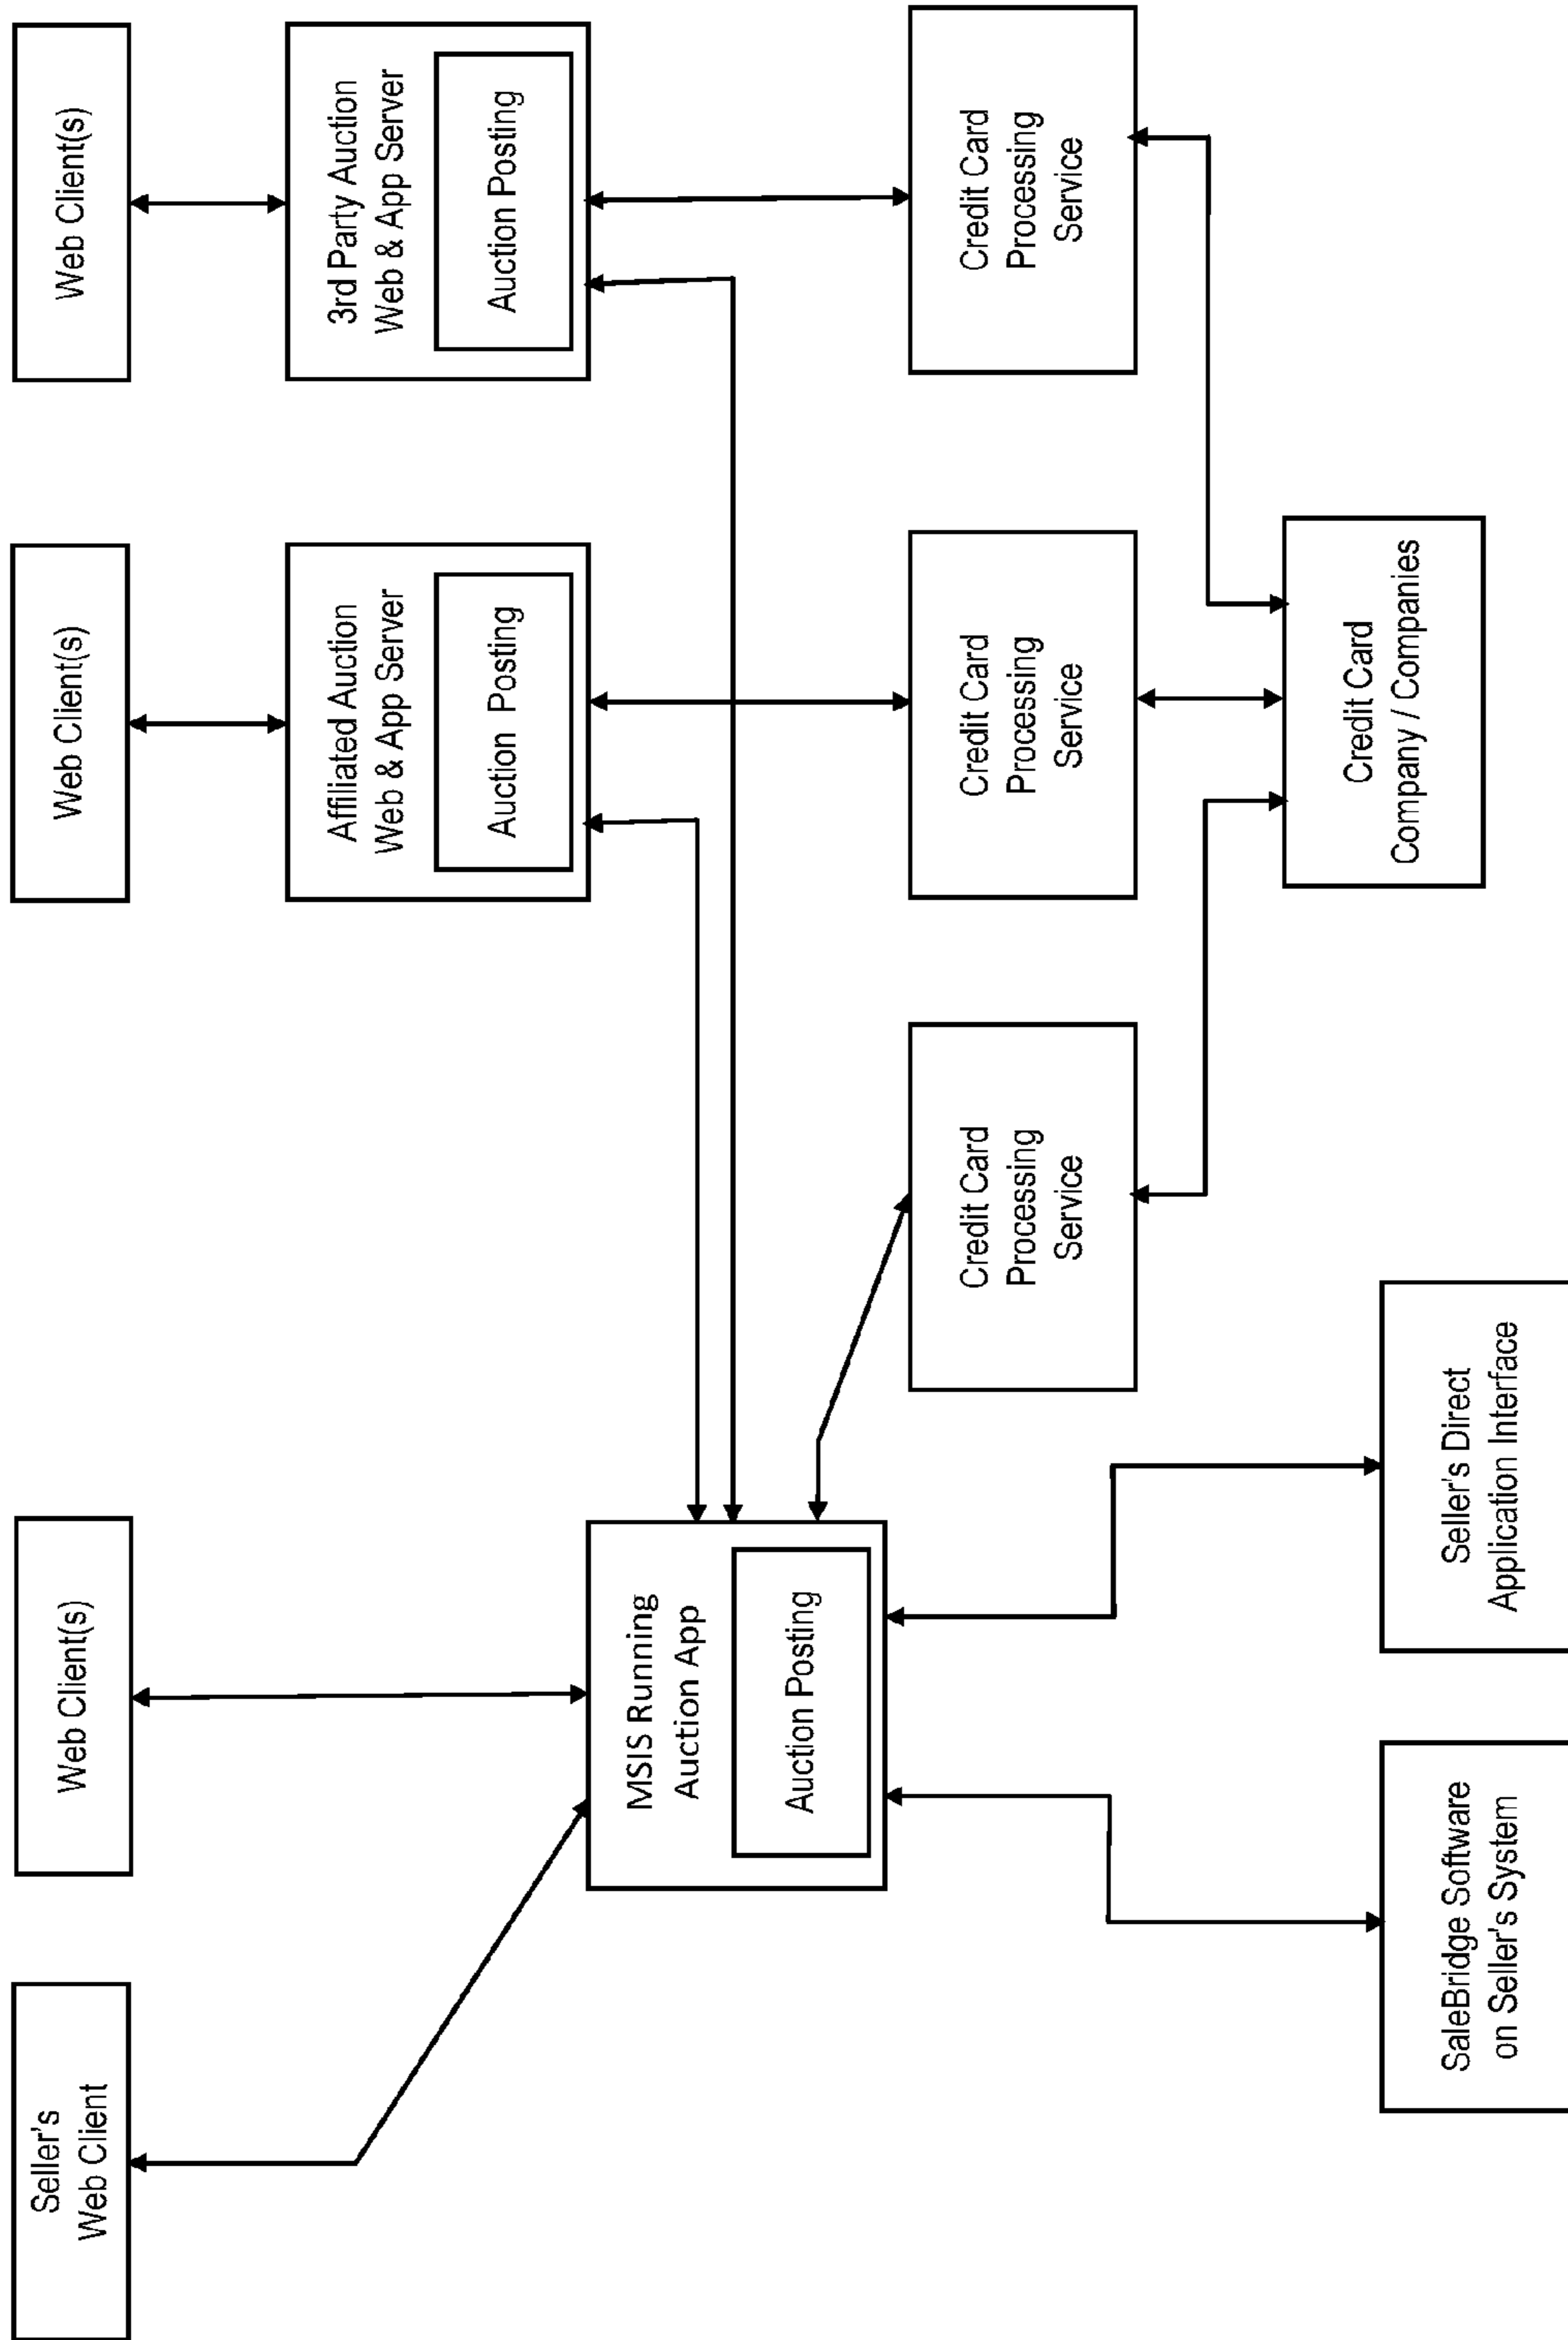 Seller's
Web Client
Web Client(s)
Web Client(s)
Web Client(s)
Affiliated Auction
Web & App Server
Auction Posting
3rd Party Auction
Web & App Server
Auction Posting
MSIS Running
Auction App
Auction Posting
Credit Card
Processing
Service
Credit Card
Processing
Service
Credit Card
Processing
Service
Credit Card
Company / Companies
SaleBridge Software
on Seller's System
Seller's Direct
Application Interface